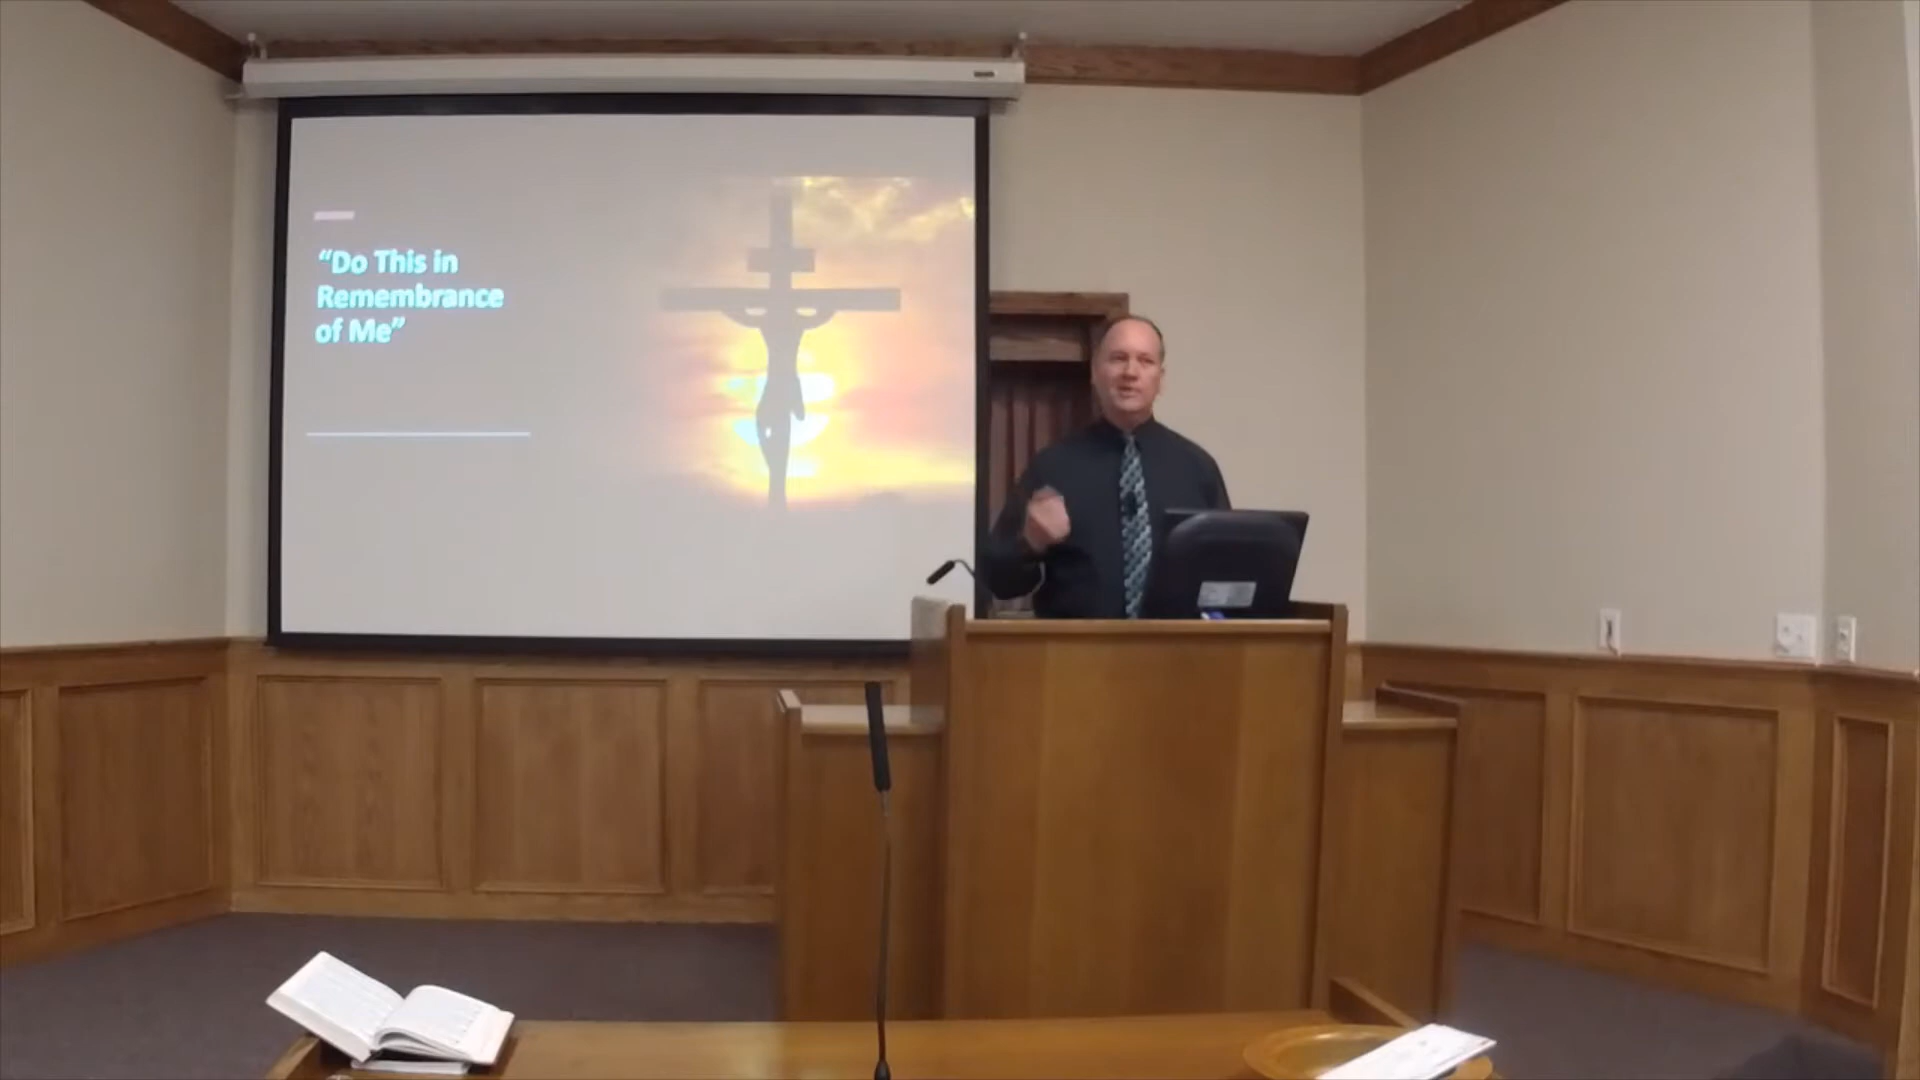 “Do This in
Remembrance
of Me”